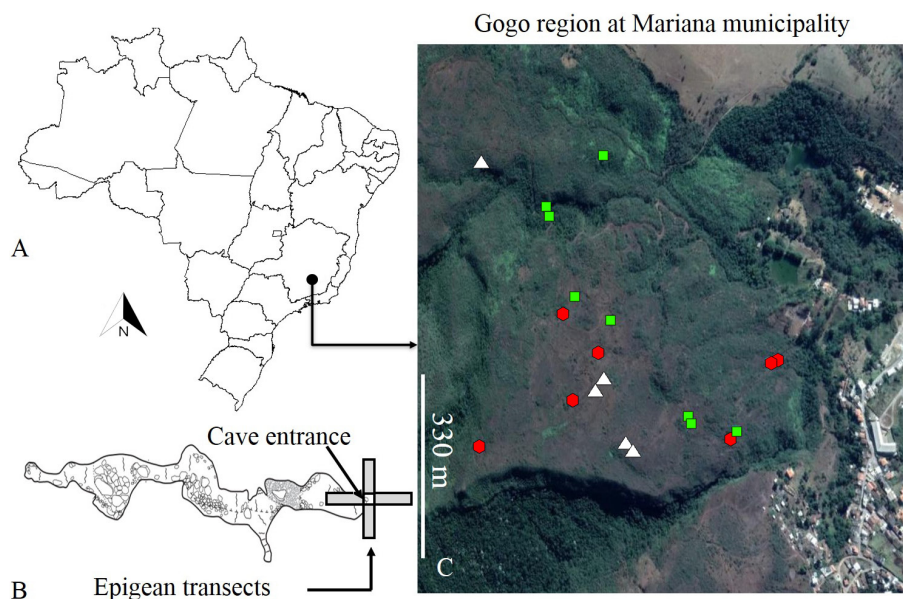 Gogo region at Mariana municipality
A
N
Cave entrance
330 m
B
Epigean transects
C